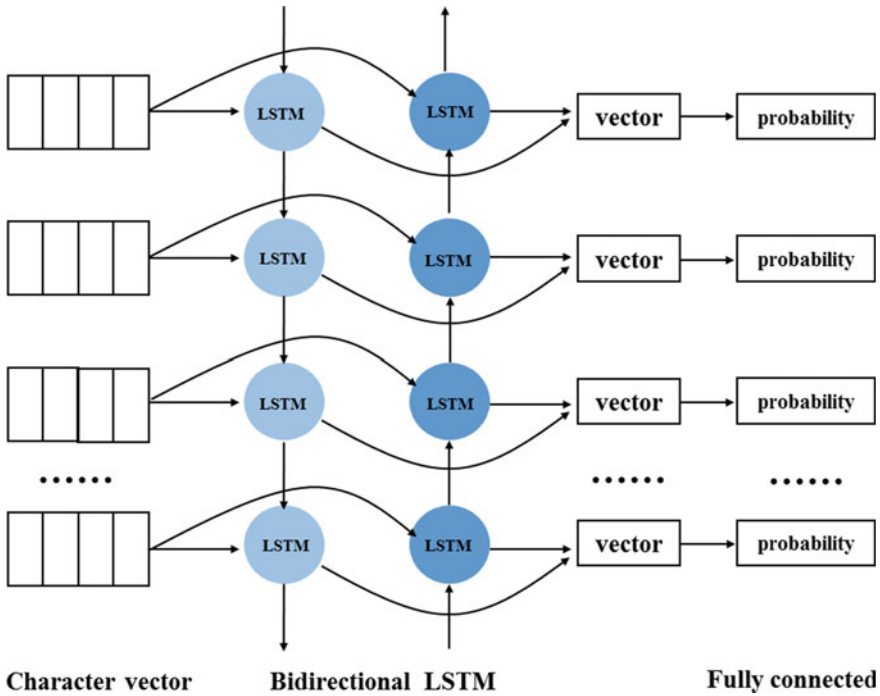 LSTM LSTM vector probability
LSTM LSTM vector probability
LSTM LSTM vector probability
...... ...... ......
LSTM LSTM vector probability
Character vector Bidirectional LSTM Fully connected